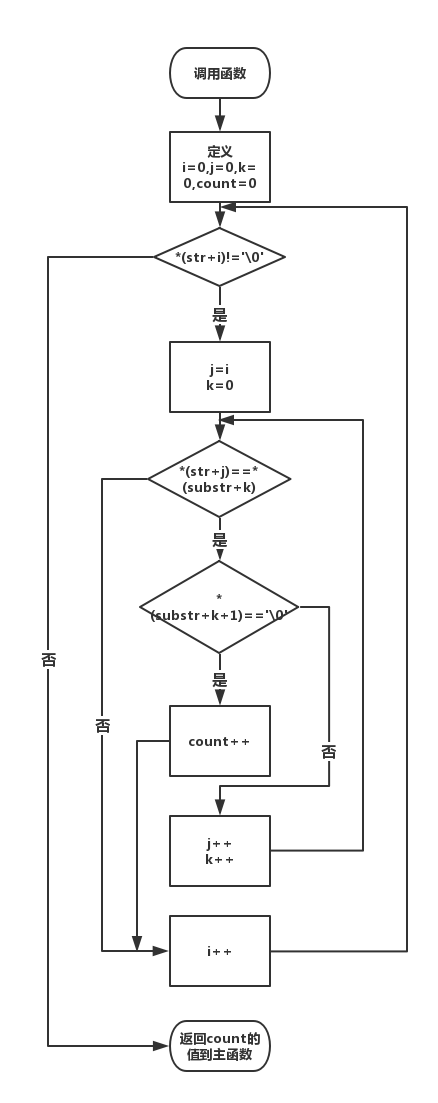 调用函数
定义
i=0,j=0,k=
0,count=0
*(str+i)!='\0'
是
j=i
k=0
*(str+j)==*
(substr+k)
是
*
(substr+k+1)=='\0'
否
是
否
count++
否
j++
k++
i++
返回count的
值到主函数